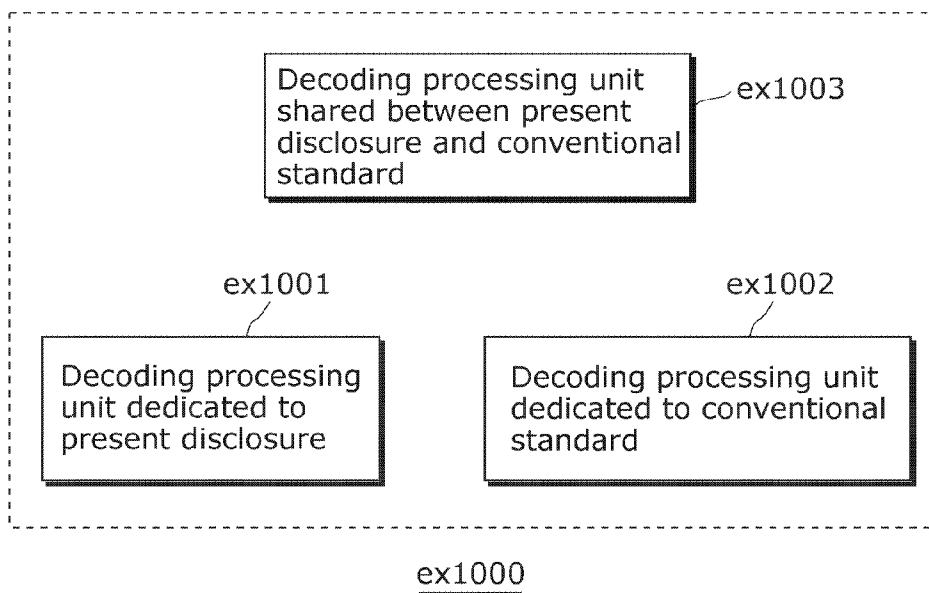 Decoding processing unit
shared between present
disclosure and conventional
standard
ex1003
ex1001
ex1002
Decoding processing
unit dedicated to
present disclosure
Decoding processing unit
dedicated to conventional
standard
ex1000